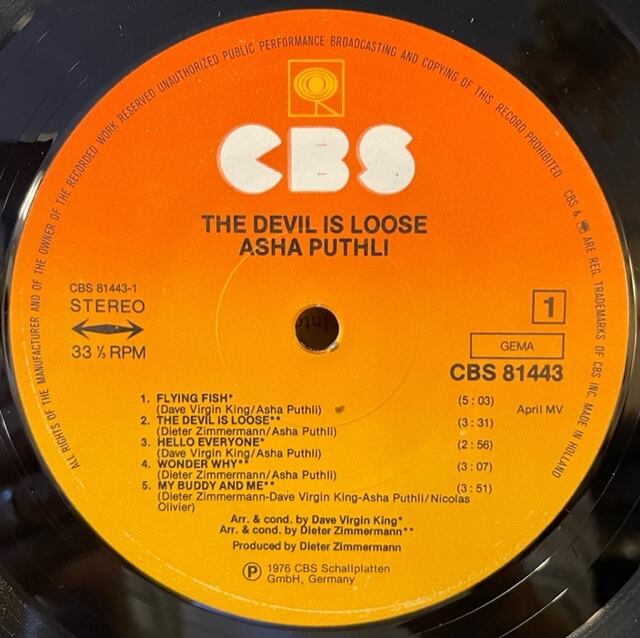 ALL RIGHTS OF THE MANUFACTURER AND OF THE OWNER OF THE RECORDED WORK RESERVED UNAUTHORIZED PUBLIC PERFORMANCE BROADCASTING AND COPYING OF THIS RECORD PROHIBITED
CBS & ARE REG. TRADEMARKS OF CBS INC. MADE IN HOLLAND
CBS
THE DEVIL IS LOOSE
ASHA PUTHLI
CBS 81443-1
STEREO
33 ⅓ RPM
1
GEMA
CBS 81443
1. FLYING FISH* (5:03)
(Dave Virgin King/Asha Puthli) April MV
2. THE DEVIL IS LOOSE** (3:31)
(Dieter Zimmermann/Asha Puthli)
3. HELLO EVERYONE* (2:56)
(Dave Virgin King/Asha Puthli)
4. WONDER WHY** (3:07)
(Dieter Zimmermann/Asha Puthli)
5. MY BUDDY AND ME** (3:51)
(Dieter Zimmermann-Dave Virgin King-Asha Puthli/Nicolas
Olivier)
Arr. & cond. by Dave Virgin King*
Arr. & cond. by Dieter Zimmermann**
Produced by Dieter Zimmermann
Ⓟ 1976 CBS Schallplatten
GmbH, Germany